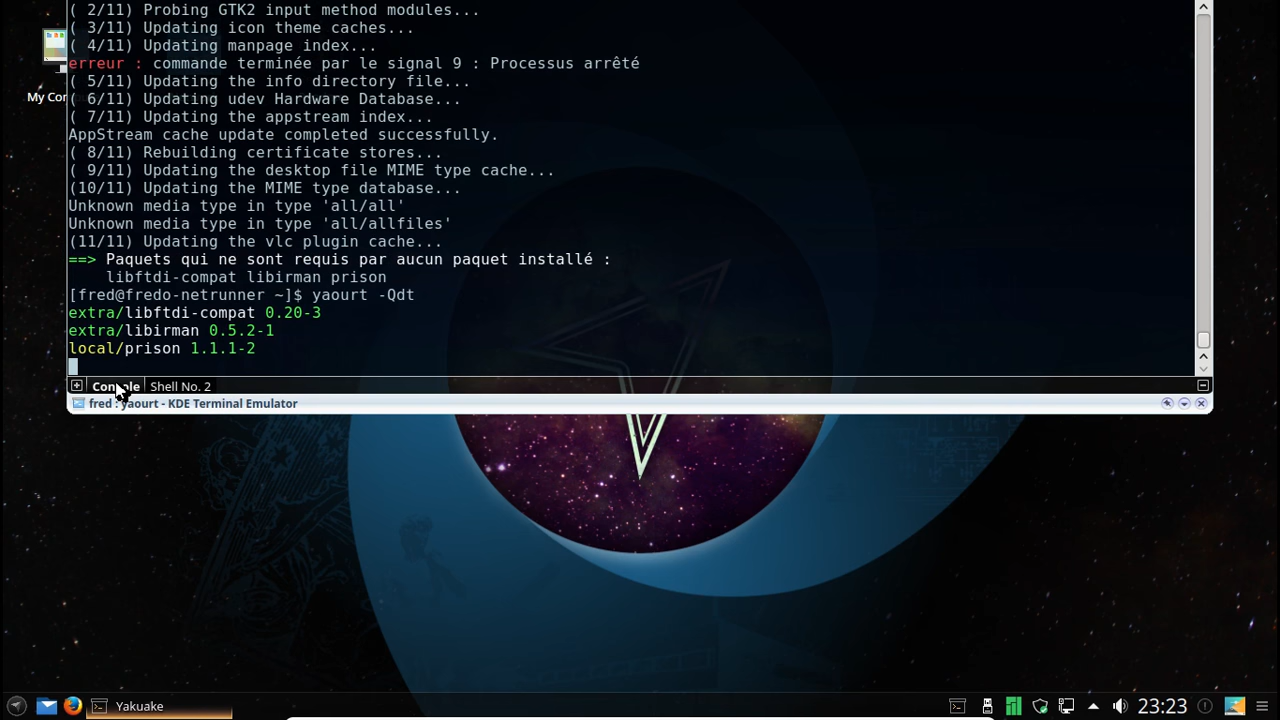 ( 2/11) Probing GTK2 input method modules...
( 3/11) Updating icon theme caches...
( 4/11) Updating manpage index...
erreur : commande terminée par le signal 9 : Processus arrêté
( 5/11) Updating the info directory file...
( 6/11) Updating udev Hardware Database...
( 7/11) Updating the appstream index...
AppStream cache update completed successfully.
( 8/11) Rebuilding certificate stores...
( 9/11) Updating the desktop file MIME type cache...
(10/11) Updating the MIME type database...
Unknown media type in type 'all/all'
Unknown media type in type 'all/allfiles'
(11/11) Updating the vlc plugin cache...
==> Paquets qui ne sont requis par aucun paquet installé :
libftdi-compat libirman prison
[fred@fredo-netrunner ~]$ yaourt -Qdt
extra/libftdi-compat 0.20-3
extra/libirman 0.5.2-1
local/prison 1.1.1-2
My
Shell No. 2
fred : yaourt - KDE Terminal Emulator
Yakuake
23:23